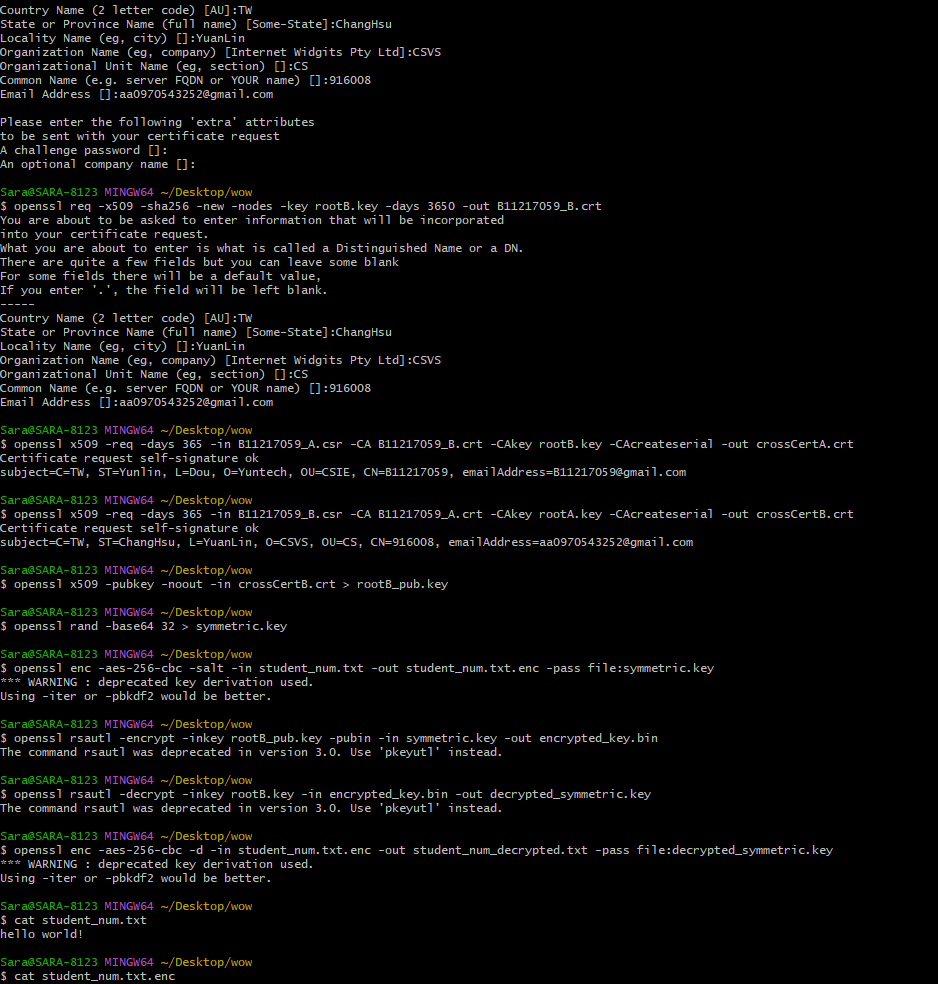 Country Name (2 letter code) [AU]:TW
State or Province Name (full name) [Some-State]:ChangHsu
Locality Name (eg, city) []:YuanLin
Organization Name (eg, company) [Internet Widgits Pty Ltd]:CSVS
Organizational Unit Name (eg, section) []:CS
Common Name (e.g. server FQDN or YOUR name) []:916008
Email Address []:aa0970543252@gmail.com

Please enter the following 'extra' attributes
to be sent with your certificate request
A challenge password []:
An optional company name []:

Sara@SARA-8123 MINGW64 ~/Desktop/wow
$ openssl req -x509 -sha256 -new -nodes -key rootB.key -days 3650 -out B11217059_B.crt
You are about to be asked to enter information that will be incorporated
into your certificate request.
What you are about to enter is what is called a Distinguished Name or a DN.
There are quite a few fields but you can leave some blank
For some fields there will be a default value,
If you enter '.', the field will be left blank.
-----
Country Name (2 letter code) [AU]:TW
State or Province Name (full name) [Some-State]:ChangHsu
Locality Name (eg, city) []:YuanLin
Organization Name (eg, company) [Internet Widgits Pty Ltd]:CSVS
Organizational Unit Name (eg, section) []:CS
Common Name (e.g. server FQDN or YOUR name) []:916008
Email Address []:aa0970543252@gmail.com

Sara@SARA-8123 MINGW64 ~/Desktop/wow
$ openssl x509 -req -days 365 -in B11217059_A.csr -CA B11217059_B.crt -CAkey rootB.key -CAcreateserial -out crossCertA.crt
Certificate request self-signature ok
subject=C=TW, ST=Yunlin, L=Dou, O=Yuntech, OU=CSIE, CN=B11217059, emailAddress=B11217059@gmail.com

Sara@SARA-8123 MINGW64 ~/Desktop/wow
$ openssl x509 -req -days 365 -in B11217059_B.csr -CA B11217059_A.crt -CAkey rootA.key -CAcreateserial -out crossCertB.crt
Certificate request self-signature ok
subject=C=TW, ST=ChangHsu, L=YuanLin, O=CSVS, OU=CS, CN=916008, emailAddress=aa0970543252@gmail.com

Sara@SARA-8123 MINGW64 ~/Desktop/wow
$ openssl x509 -pubkey -noout -in crossCertB.crt > rootB_pub.key

Sara@SARA-8123 MINGW64 ~/Desktop/wow
$ openssl rand -base64 32 > symmetric.key

Sara@SARA-8123 MINGW64 ~/Desktop/wow
$ openssl enc -aes-256-cbc -salt -in student_num.txt -out student_num.txt.enc -pass file:symmetric.key
*** WARNING : deprecated key derivation used.
Using -iter or -pbkdf2 would be better.

Sara@SARA-8123 MINGW64 ~/Desktop/wow
$ openssl rsautl -encrypt -inkey rootB_pub.key -pubin -in symmetric.key -out encrypted_key.bin
The command rsautl was deprecated in version 3.0. Use 'pkeyutl' instead.

Sara@SARA-8123 MINGW64 ~/Desktop/wow
$ openssl rsautl -decrypt -inkey rootB.key -in encrypted_key.bin -out decrypted_symmetric.key
The command rsautl was deprecated in version 3.0. Use 'pkeyutl' instead.

Sara@SARA-8123 MINGW64 ~/Desktop/wow
$ openssl enc -aes-256-cbc -d -in student_num.txt.enc -out student_num_decrypted.txt -pass file:decrypted_symmetric.key
*** WARNING : deprecated key derivation used.
Using -iter or -pbkdf2 would be better.

Sara@SARA-8123 MINGW64 ~/Desktop/wow
$ cat student_num.txt
hello world!

Sara@SARA-8123 MINGW64 ~/Desktop/wow
$ cat student_num.txt.enc